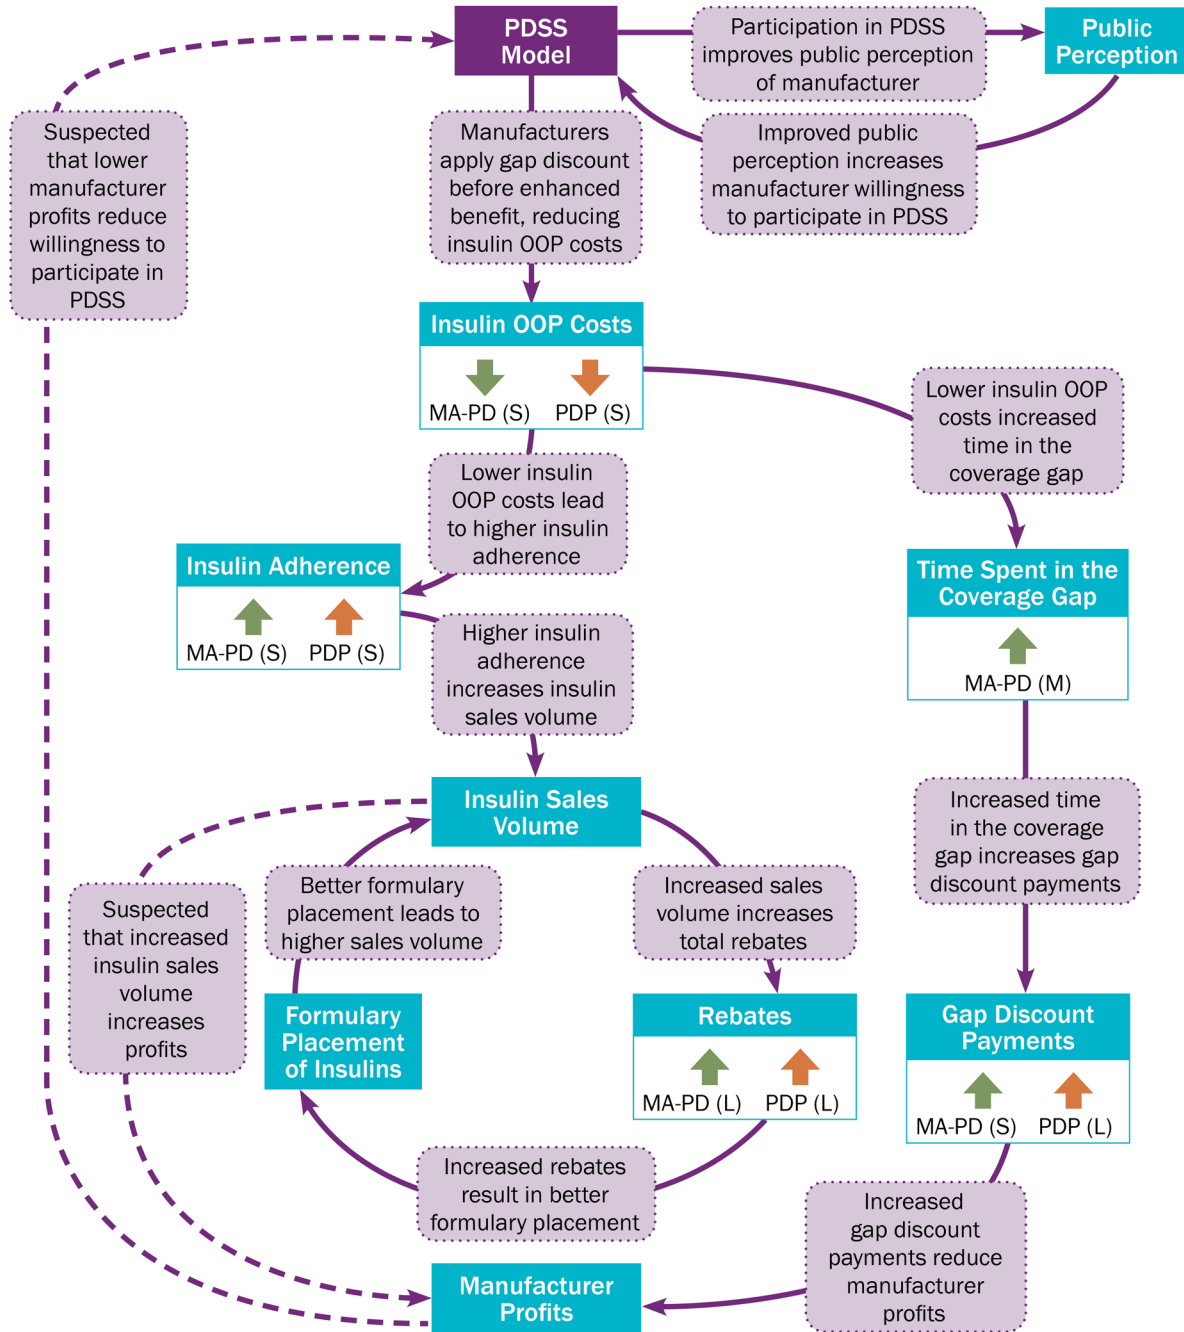 PDSS
Model
Participation in PDSS
improves public perception
of manufacturer
Public
Perception
Improved public
perception increases
manufacturer willingness
to participate in PDSS
Suspected
that lower
manufacturer
profits reduce
willingness to
participate in
PDSS
Manufacturers
apply gap discount
before enhanced
benefit, reducing
insulin OOP costs
Insulin OOP Costs
MA-PD (S) PDP (S)
Lower insulin OOP
costs increased
time in the
coverage gap
Lower insulin
OOP costs lead
to higher insulin
adherence
Insulin Adherence
MA-PD (S) PDP (S)
Time Spent in the
Coverage Gap
MA-PD (M)
Higher insulin
adherence
increases insulin
sales volume
Insulin Sales
Volume
Increased time
in the coverage
gap increases gap
discount payments
Suspected
that increased
insulin sales
volume
increases
profits
Better formulary
placement leads to
higher sales volume
Increased sales
volume increases
total rebates
Formulary
Placement
of Insulins
Rebates
MA-PD (L) PDP (L)
Gap Discount
Payments
MA-PD (S) PDP (L)
Increased rebates
result in better
formulary placement
Increased
gap discount
payments reduce
manufacturer
profits
Manufacturer
Profits